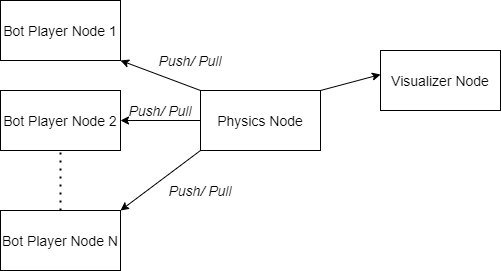 Bot Player Node 1
Push/ Pull
Visualizer Node
Bot Player Node 2
Push/ Pull
Physics Node
Push/ Pull
Bot Player Node N